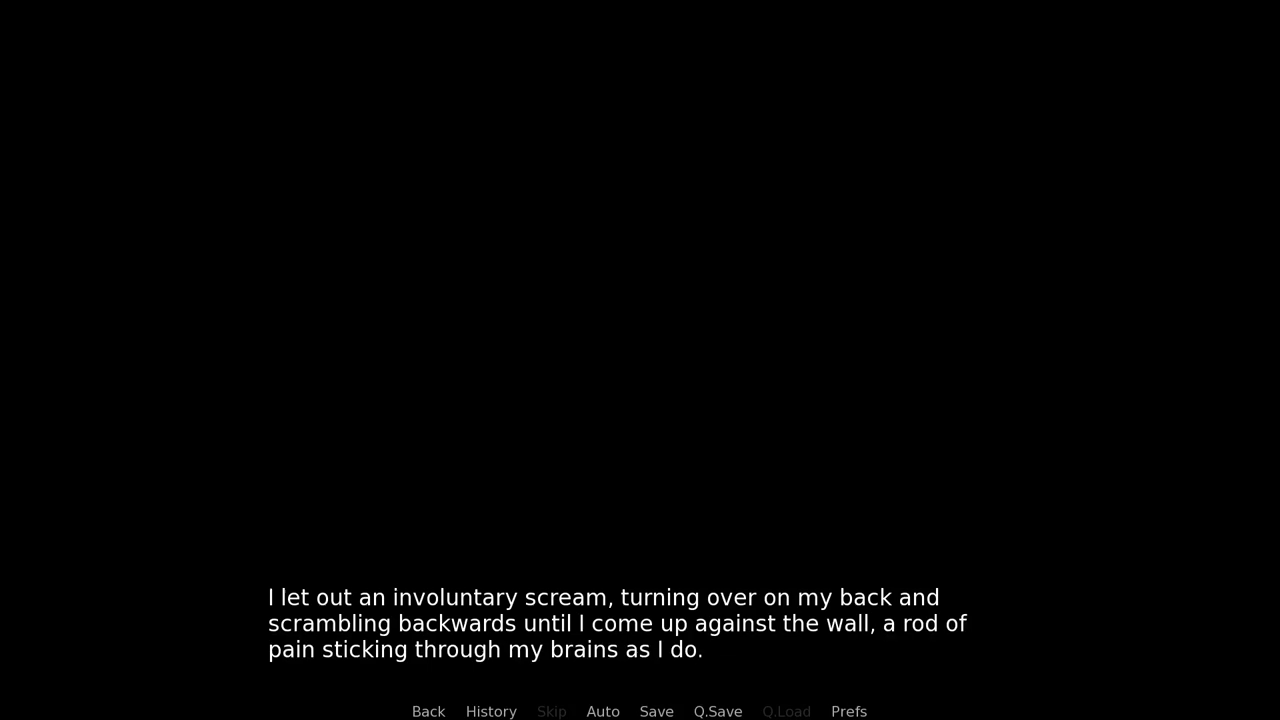 I let out an involuntary scream, turning over on my back and
scrambling backwards until I come up against the wall, a rod of
pain sticking through my brains as I do.
Back History Skip Auto Save Q.Save Q.Load Prefs